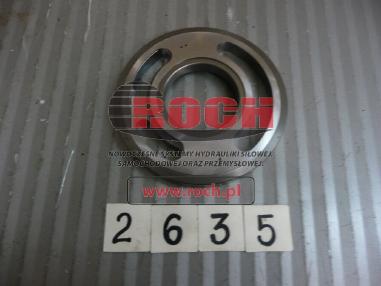 ROCH
NOWOCZESNE SYSTEMY HYDRAULIKI SIŁOWEJ,
SAMOCHODOWEJ ORAZ PRZEMYSŁOWEJ
www.roch.pl
2 6 3 5